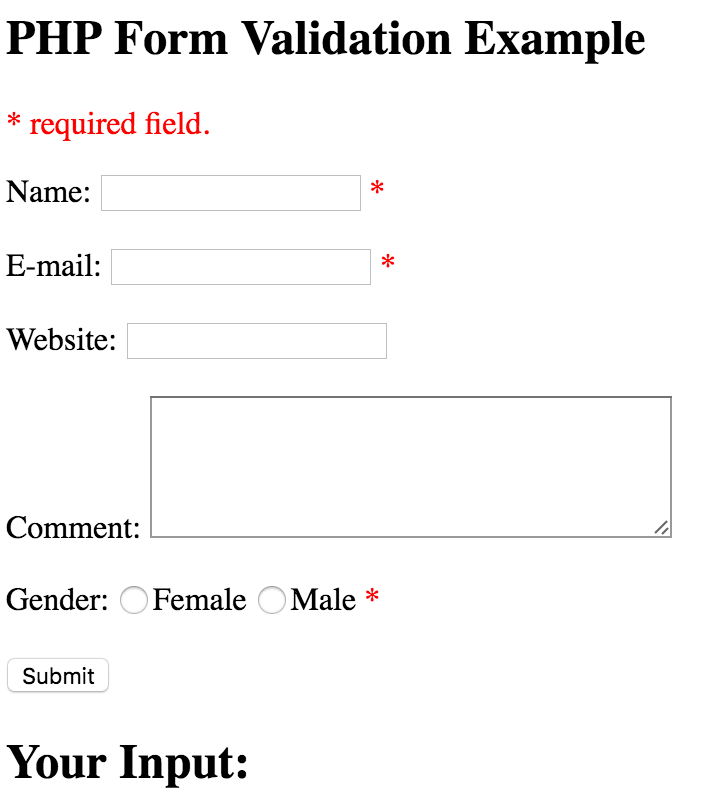 PHP Form Validation Example
* required field.
Name: *
E-mail: *
Website:
Comment:
Gender: Female Male *
Submit
Your Input: